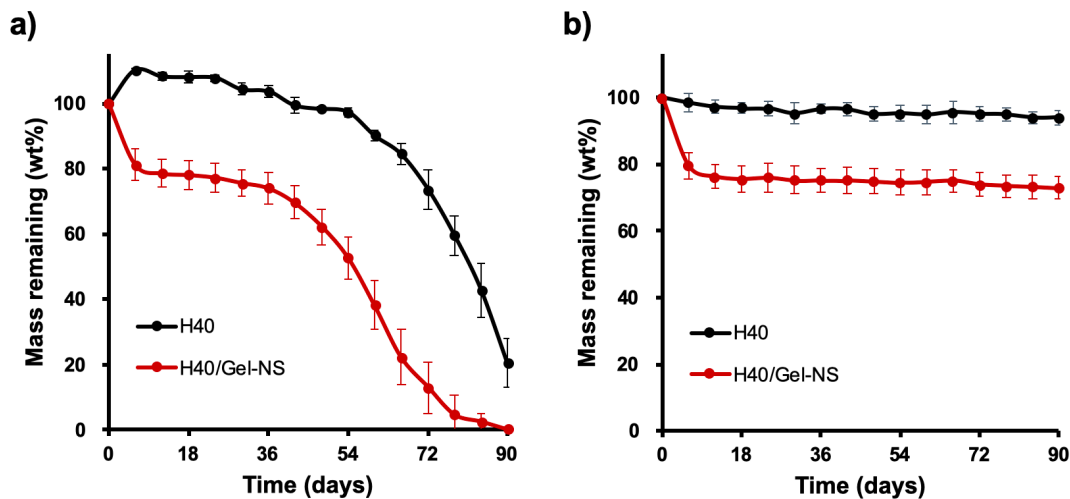 a)
Mass remaining (wt%)
100
80
60
40
20
0
H40
H40/Gel-NS
0 18 36 54 72 90
Time (days)
b)
Mass remaining (wt%)
100
80
60
40
20
0
H40
H40/Gel-NS
0 18 36 54 72 90
Time (days)